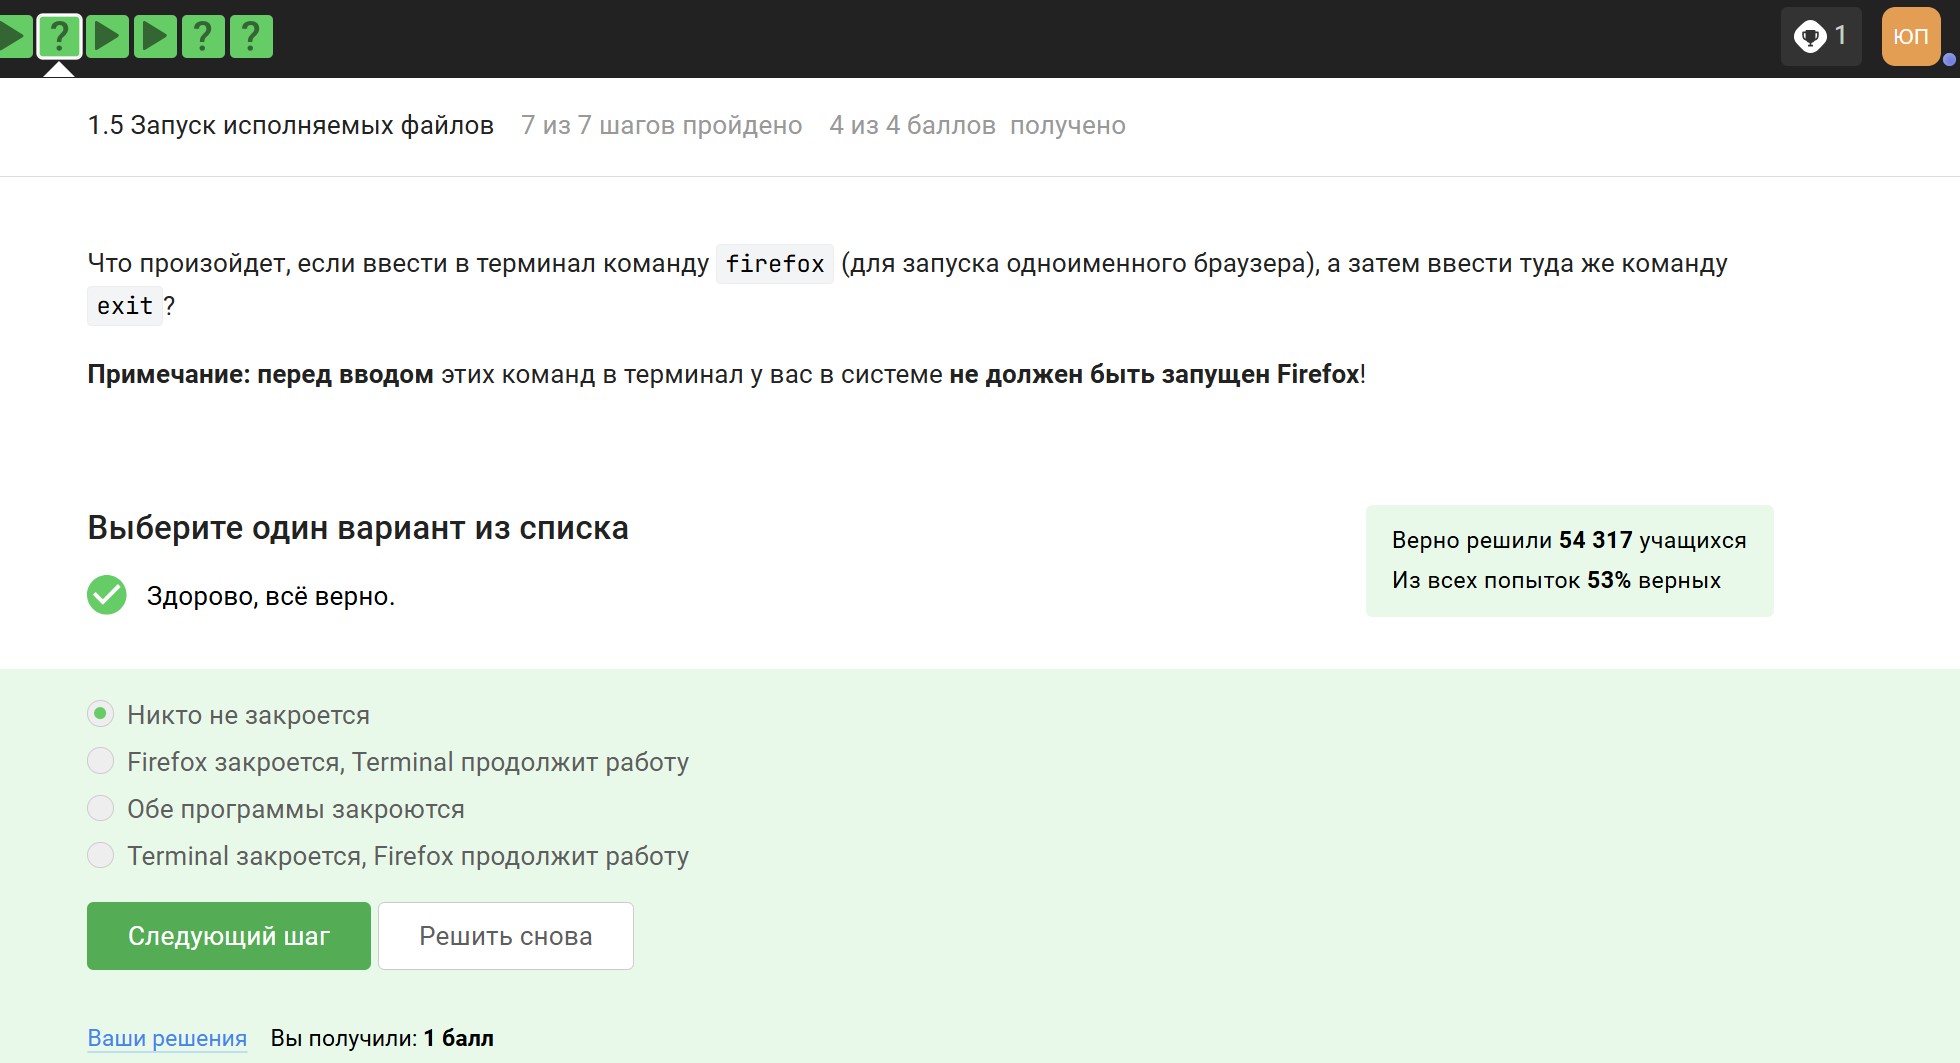 ? ? ?
1
ЮП
1.5 Запуск исполняемых файлов 7 из 7 шагов пройдено 4 из 4 баллов получено
Что произойдет, если ввести в терминал команду firefox (для запуска одноименного браузера), а затем ввести туда же команду
exit ?
Примечание: перед вводом этих команд в терминал у вас в системе не должен быть запущен Firefox!
Выберите один вариант из списка
Здорово, всё верно.
Верно решили 54 317 учащихся
Из всех попыток 53% верных
Никто не закроется
Firefox закроется, Terminal продолжит работу
Обе программы закроются
Terminal закроется, Firefox продолжит работу
Следующий шаг Решить снова
Ваши решения Вы получили: 1 балл